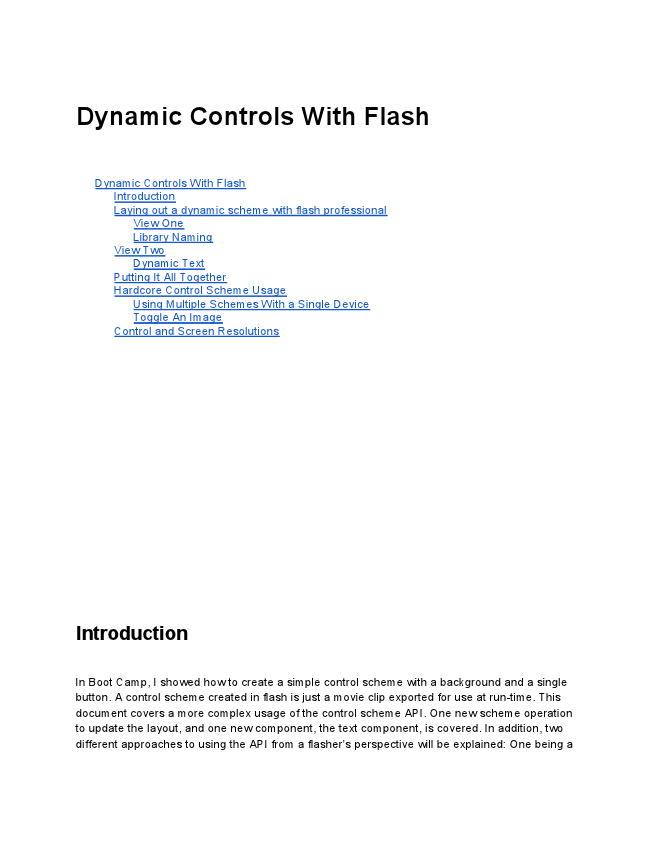 Dynamic Controls With Flash
Dynamic Controls With Flash
Introduction
Laying out a dynamic scheme with flash professional
View One
Library Naming
View Two
Dynamic Text
Putting It All Together
Hardcore Control Scheme Usage
Using Multiple Schemes With a Single Device
Toggle An Image
Control and Screen Resolutions
Introduction
In Boot Camp, I showed how to create a simple control scheme with a background and a single
button. A control scheme created in flash is just a movie clip exported for use at run-time. This
document covers a more complex usage of the control scheme API. One new scheme operation
to update the layout, and one new component, the text component, is covered. In addition, two
different approaches to using the API from a flasher's perspective will be explained: One being a